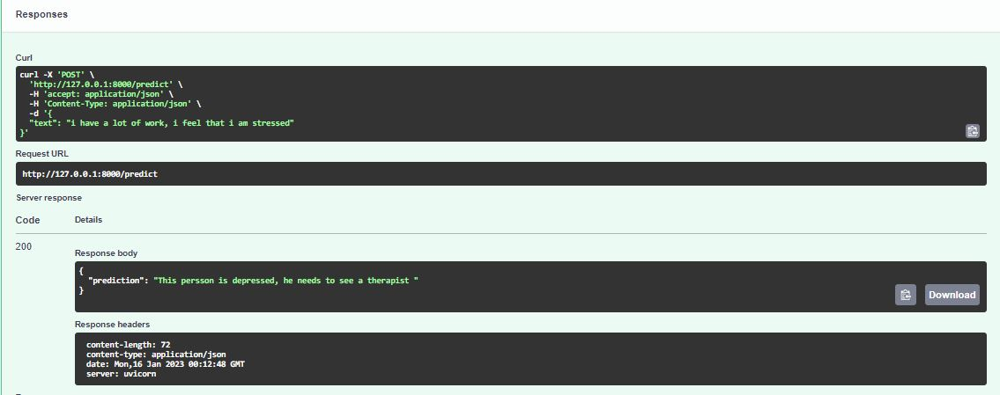 Responses
Curl
curl -X 'POST' \
  'http://127.0.0.1:8000/predict' \
  -H 'accept: application/json' \
  -H 'Content-Type: application/json' \
  -d '{
  "text": "i have a lot of work, i feel that i am stressed"
}'
Request URL
http://127.0.0.1:8000/predict
Server response
Code Details
200
Response body
{
  "prediction": "This persson is depressed, he needs to see a therapist "
}
Download
Response headers
content-length: 72
content-type: application/json
date: Mon,16 Jan 2023 00:12:48 GMT
server: uvicorn